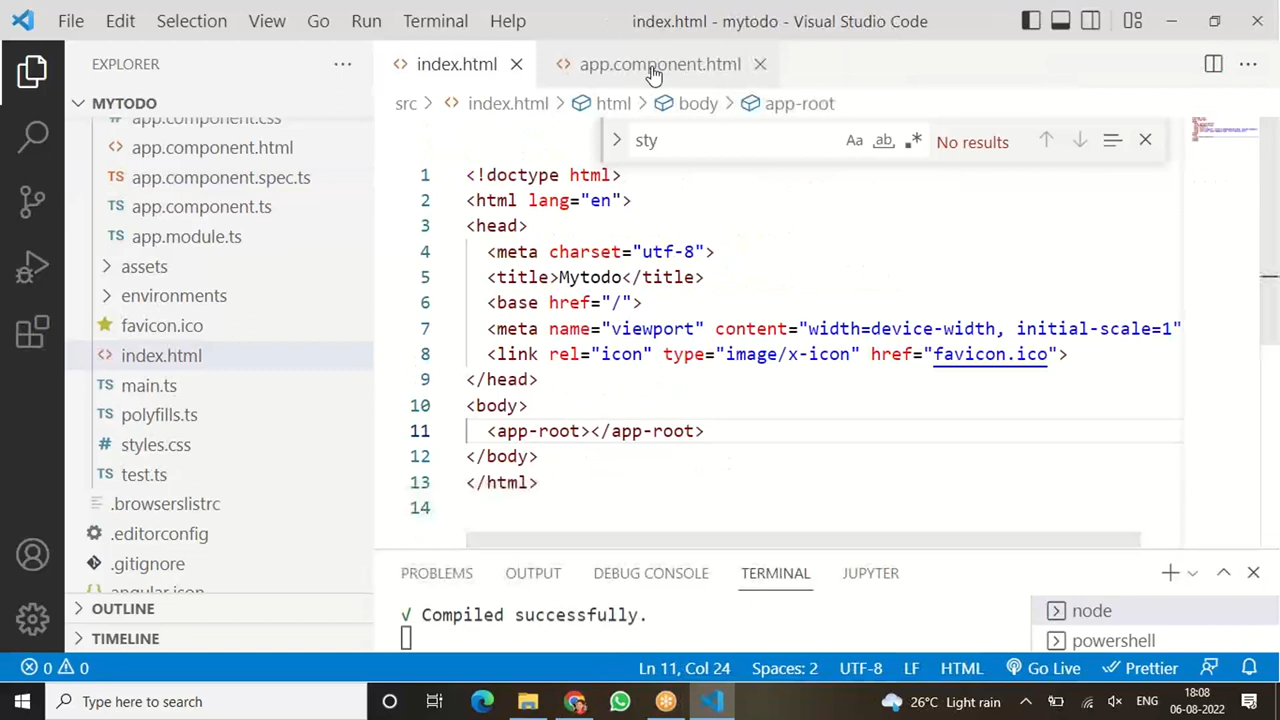 File Edit Selection View Go Run Terminal Help index.html - mytodo - Visual Studio Code
EXPLORER
MYTODO
app.component.css
app.component.html
app.component.spec.ts
app.component.ts
app.module.ts
assets
environments
favicon.ico
index.html
main.ts
polyfills.ts
styles.css
test.ts
.browserslistrc
.editorconfig
.gitignore
angular.json
OUTLINE
TIMELINE
index.html app.component.html
src > index.html > html > body > app-root
sty Aa ab, No results
1 <!doctype html>
2 <html lang="en">
3 <head>
4 <meta charset="utf-8">
5 <title>Mytodo</title>
6 <base href="/">
7 <meta name="viewport" content="width=device-width, initial-scale=1"
8 <link rel="icon" type="image/x-icon" href="favicon.ico">
9 </head>
10 <body>
11 <app-root></app-root>
12 </body>
13 </html>
14
PROBLEMS OUTPUT DEBUG CONSOLE TERMINAL JUPYTER
√ Compiled successfully.
node
powershell
0 0 Ln 11, Col 24 Spaces: 2 UTF-8 LF HTML Go Live Prettier
Type here to search 26°C Light rain ENG 18:08
06-08-2022